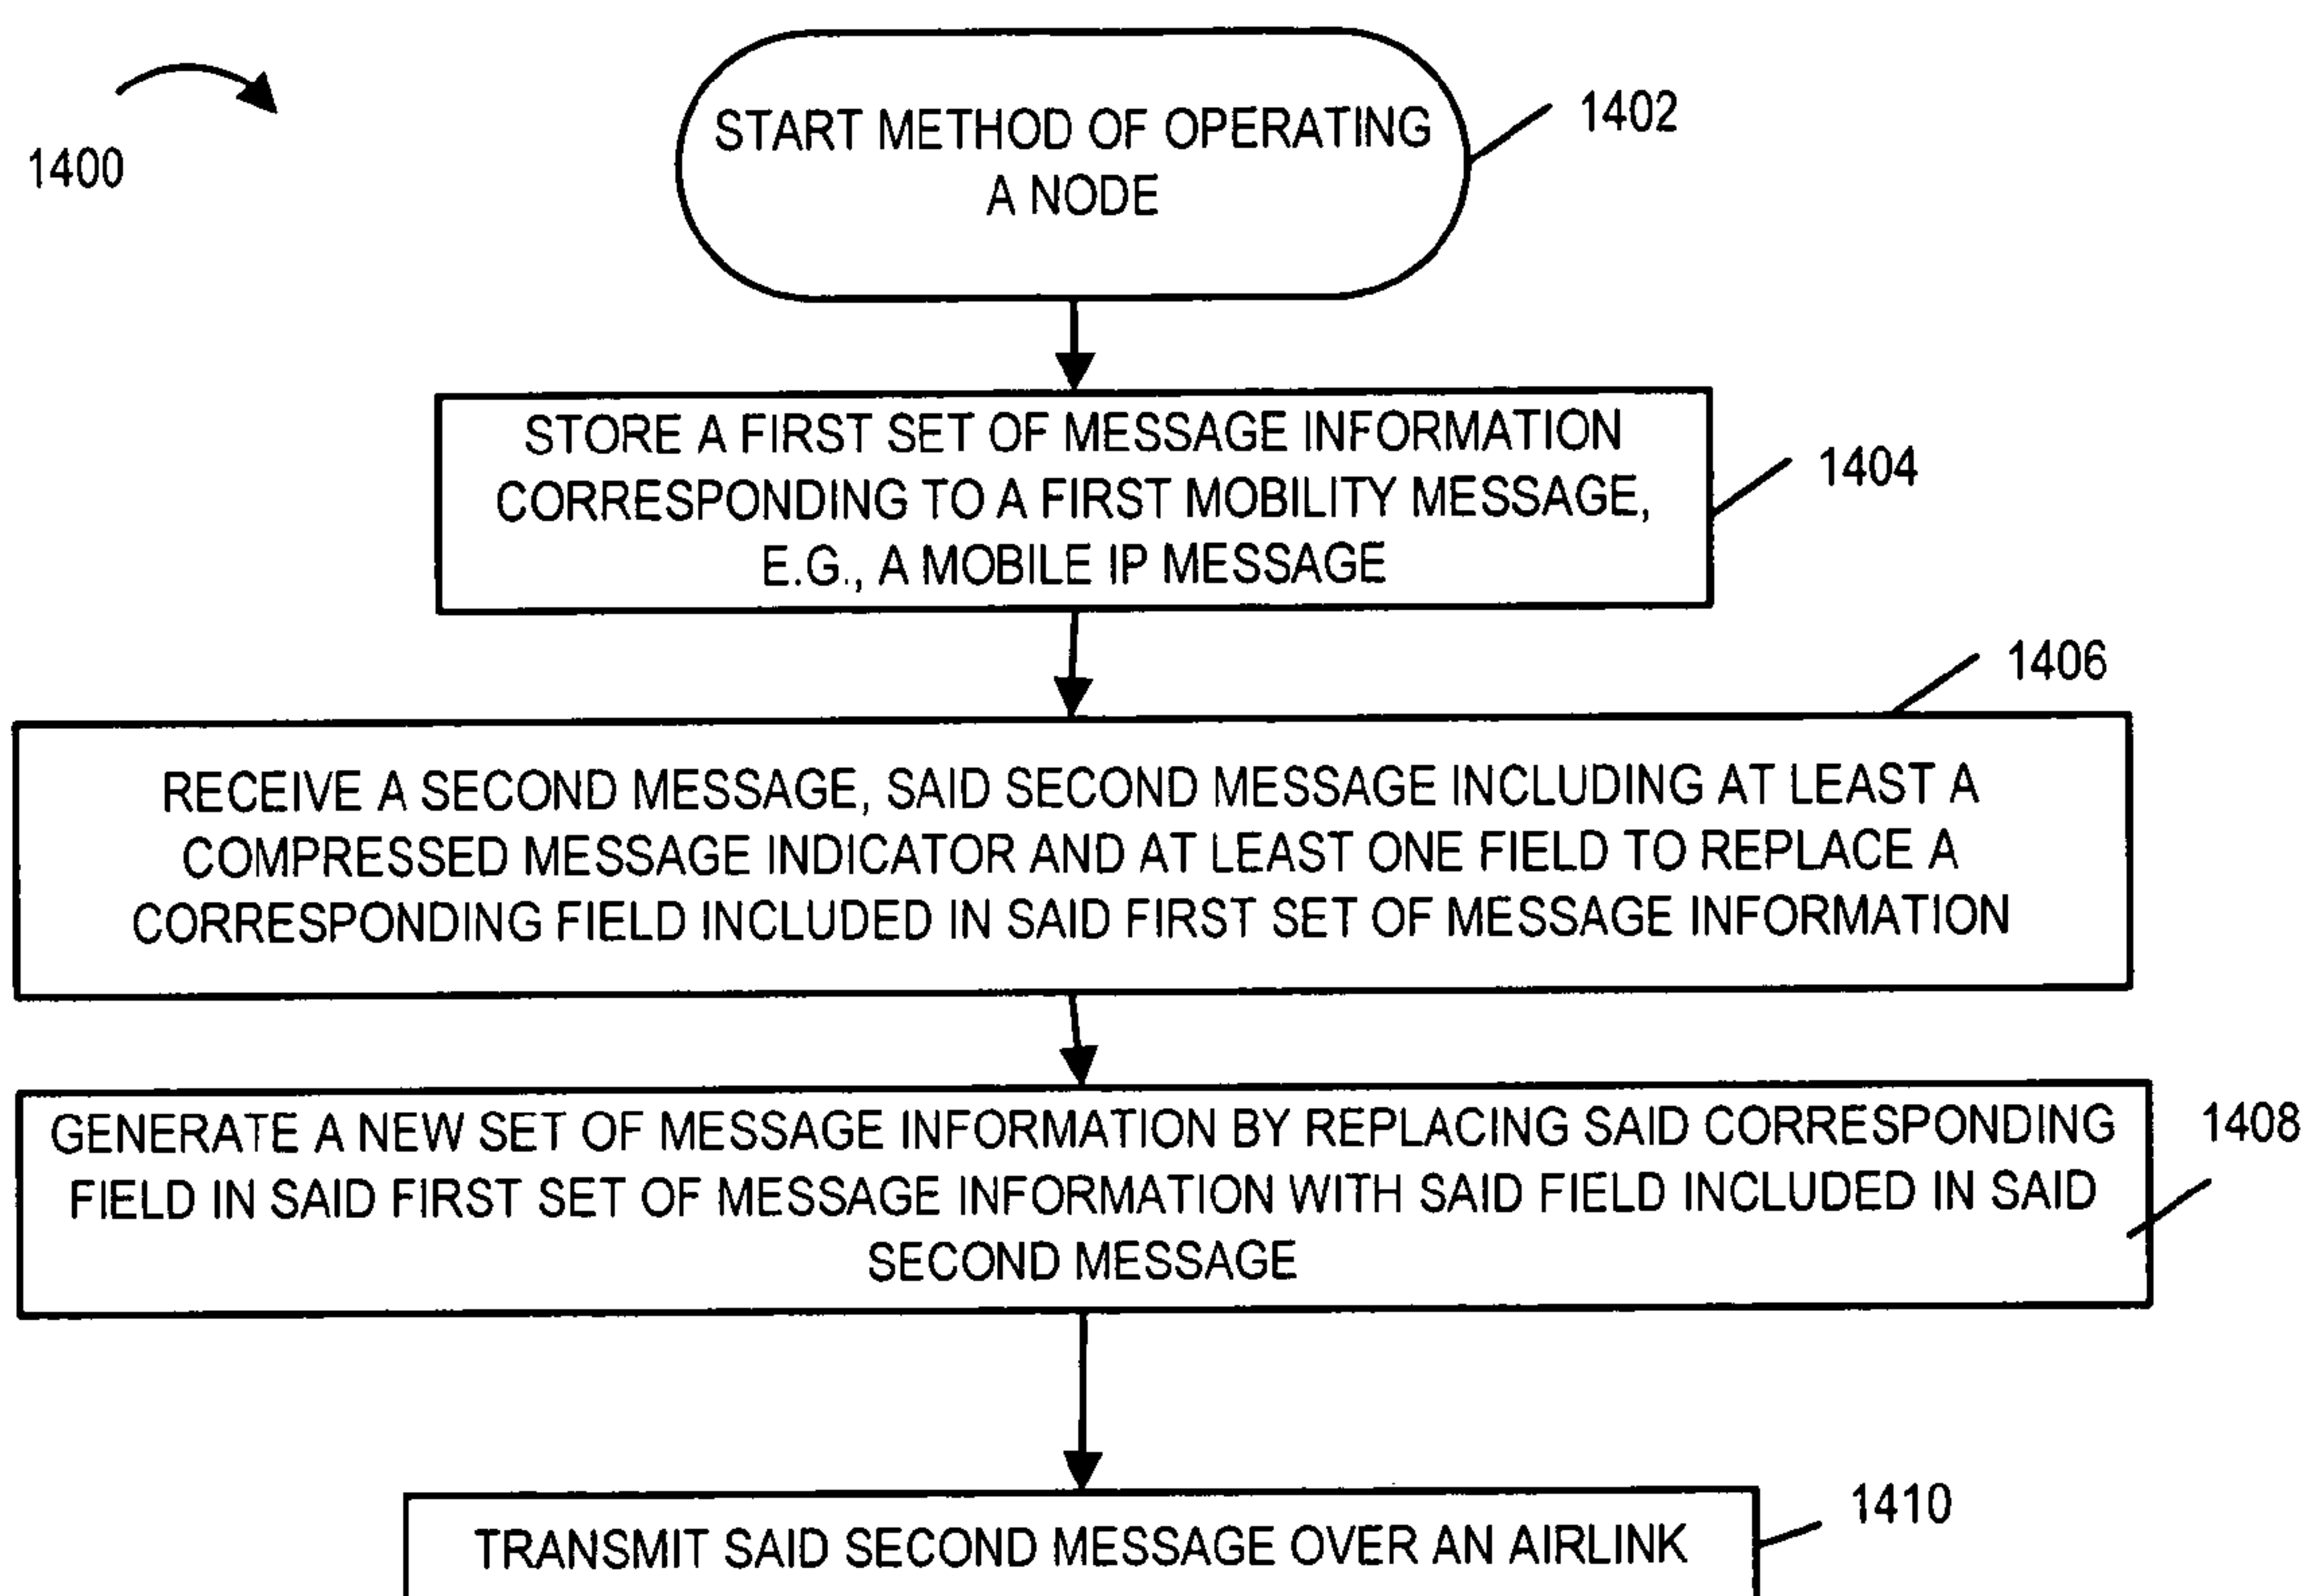 1400
START METHOD OF OPERATING
A NODE
1402
STORE A FIRST SET OF MESSAGE INFORMATION
CORRESPONDING TO A FIRST MOBILITY MESSAGE,
E.G., A MOBILE IP MESSAGE
1404
1406
RECEIVE A SECOND MESSAGE, SAID SECOND MESSAGE INCLUDING AT LEAST A
COMPRESSED MESSAGE INDICATOR AND AT LEAST ONE FIELD TO REPLACE A
CORRESPONDING FIELD INCLUDED IN SAID FIRST SET OF MESSAGE INFORMATION
GENERATE A NEW SET OF MESSAGE INFORMATION BY REPLACING SAID CORRESPONDING
FIELD IN SAID FIRST SET OF MESSAGE INFORMATION WITH SAID FIELD INCLUDED IN SAID
SECOND MESSAGE
1408
TRANSMIT SAID SECOND MESSAGE OVER AN AIRLINK
1410